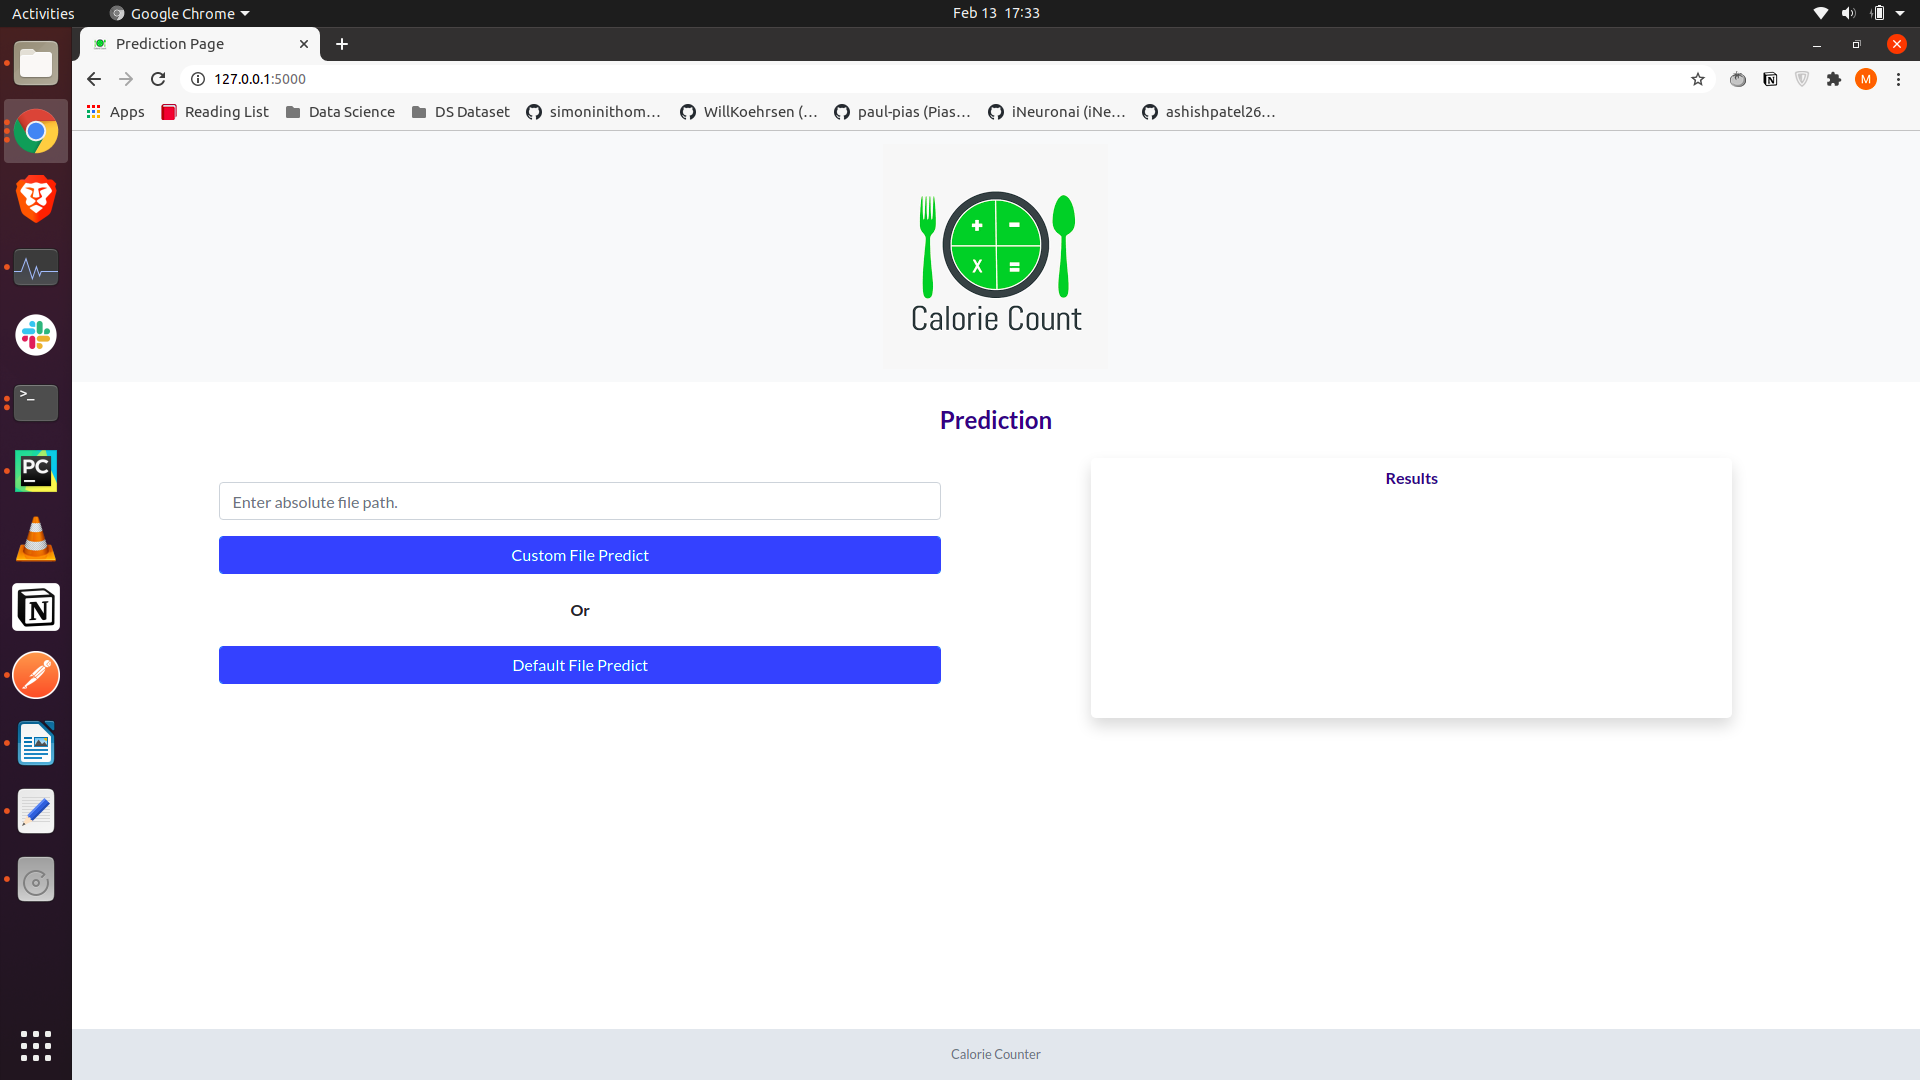 Activities
Google Chrome
Feb 13 17:33
Prediction Page
127.0.0.1:5000
M
Apps
Reading List
Data Science
DS Dataset
simoninithom...
WillKoehrsen (...
paul-pias (Pias...
iNeuronai (iNe...
ashishpatel26...
+ -
X =
Calorie Count
Prediction
Enter absolute file path.
Custom File Predict
Or
Default File Predict
Results
>_
PC
N
Calorie Counter